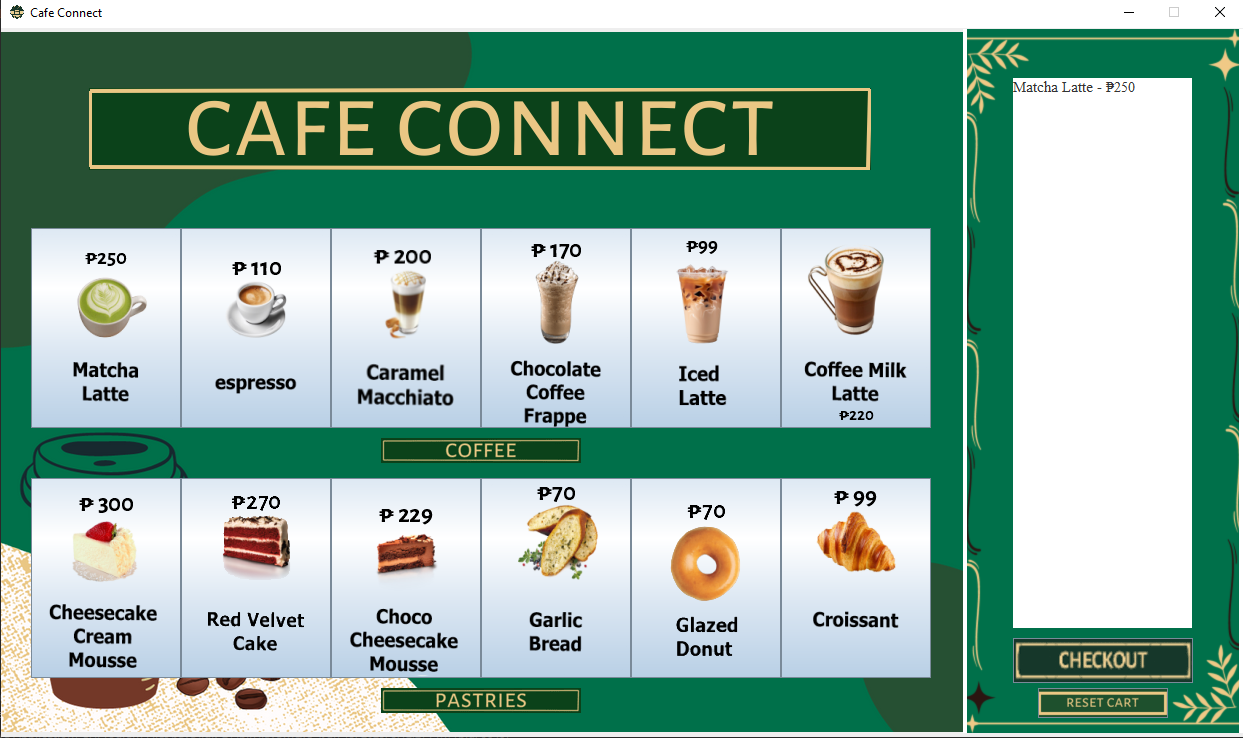 Cafe Connect
CAFE CONNECT
₱250
Matcha
Latte
₱ 110
espresso
₱ 200
Caramel
Macchiato
₱ 170
Chocolate
Coffee
Frappe
₱99
Iced
Latte
Coffee Milk
Latte
₱220
COFFEE
₱ 300
Cheesecake
Cream
Mousse
₱270
Red Velvet
Cake
₱ 229
Choco
Cheesecake
Mousse
₱70
Garlic
Bread
₱70
Glazed
Donut
₱ 99
Croissant
PASTRIES
Matcha Latte - ₱250
CHECKOUT
RESET CART